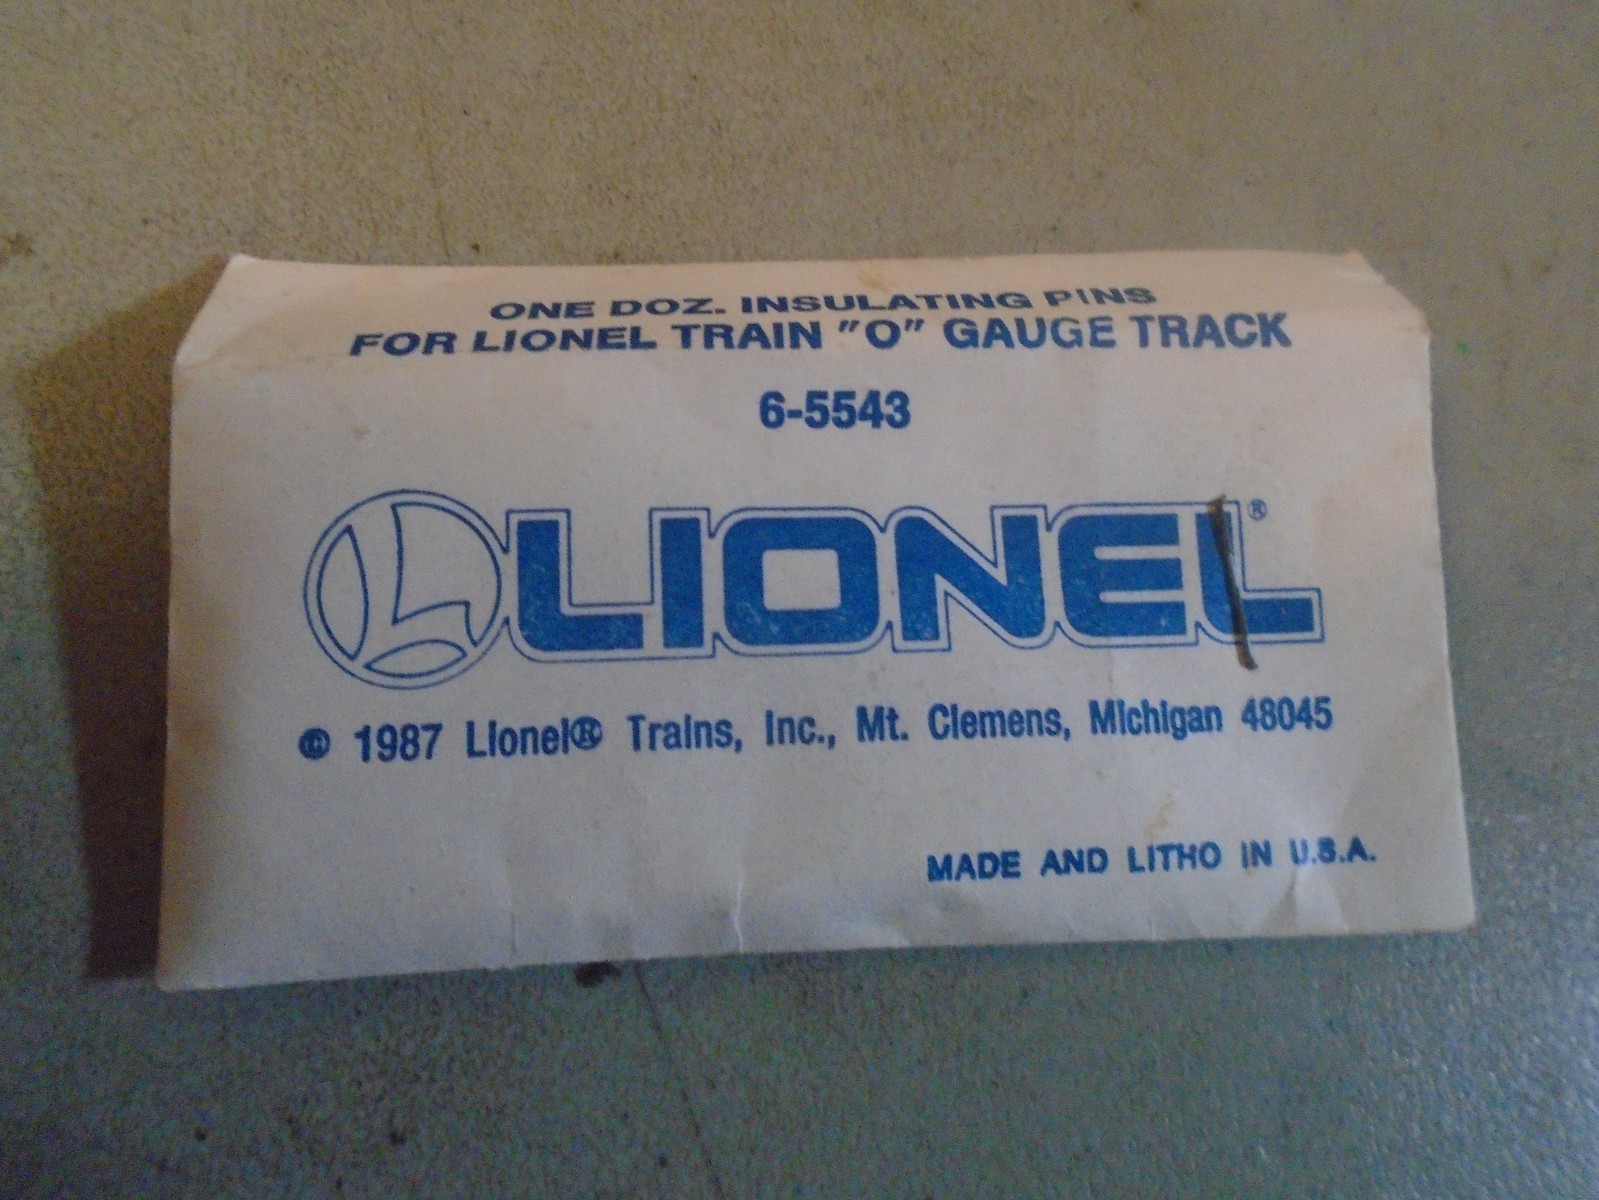 ONE DOZ. INSULATING PINS
FOR LIONEL TRAIN "O" GAUGE TRACK
6-5543
L LIONEL®
© 1987 Lionel® Trains, Inc., Mt. Clemens, Michigan 48045
MADE AND LITHO IN U.S.A.